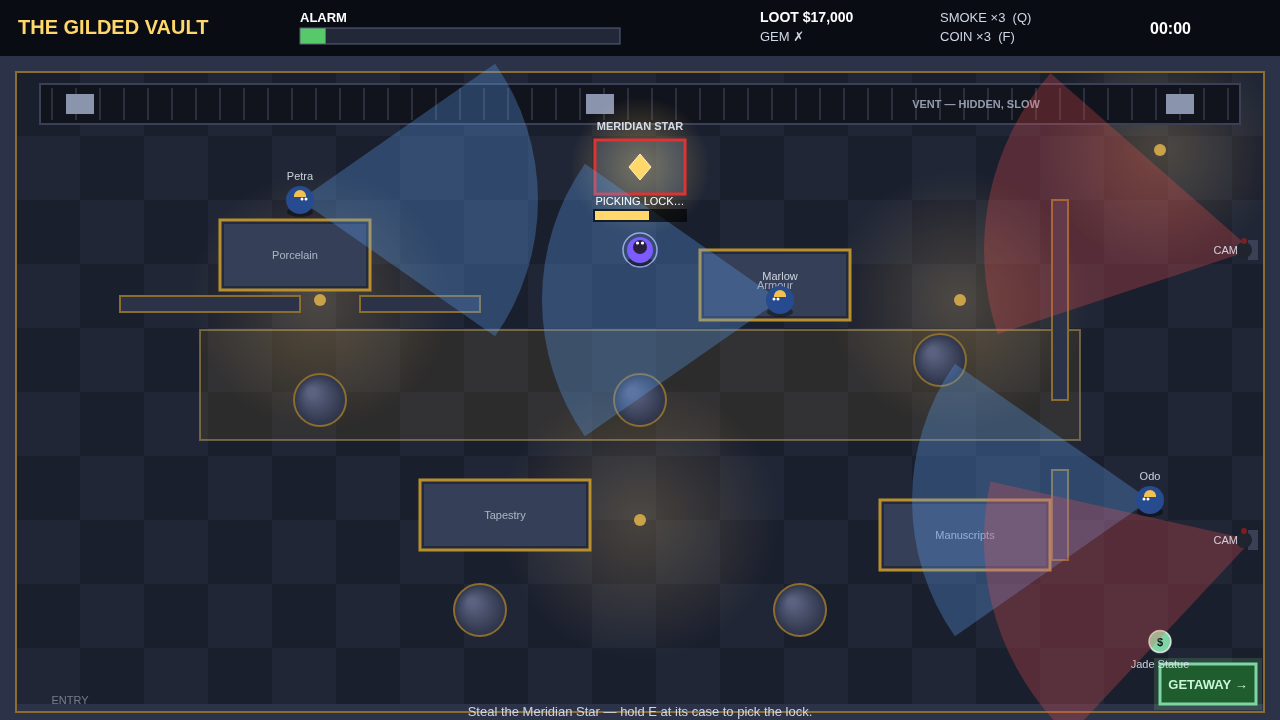 THE GILDED VAULT
ALARM
LOOT $17,000
GEM ✗
SMOKE ×3 (Q)
COIN ×3 (F)
00:00
VENT — HIDDEN, SLOW
MERIDIAN STAR
Petra
PICKING LOCK…
Porcelain
CAM
Marlow
Armour
Odo
Tapestry
Manuscripts
CAM
$
Jade Statue
GETAWAY →
ENTRY
Steal the Meridian Star — hold E at its case to pick the lock.